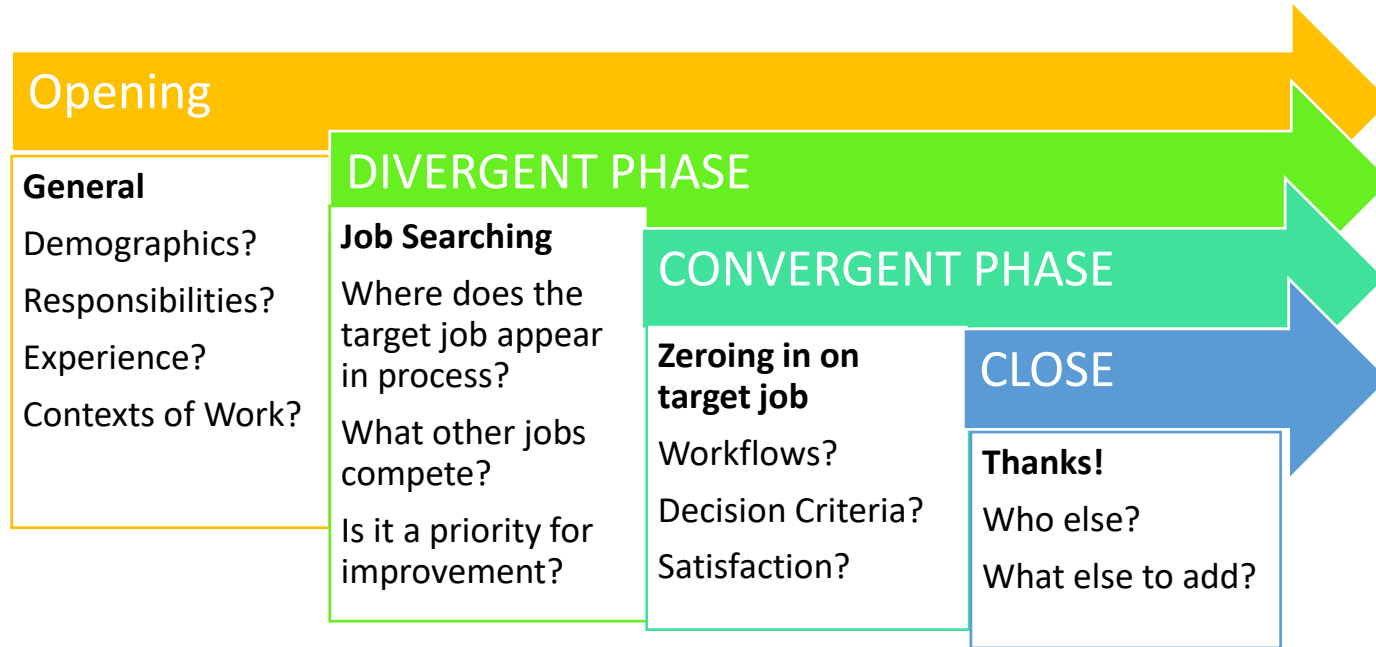 Opening
General
Demographics?
Responsibilities?
Experience?
Contexts of Work?
DIVERGENT PHASE
Job Searching
Where does the
target job appear
in process?
What other jobs
compete?
Is it a priority for
improvement?
CONVERGENT PHASE
Zeroing in on
target job
Workflows?
Decision Criteria?
Satisfaction?
CLOSE
Thanks!
Who else?
What else to add?